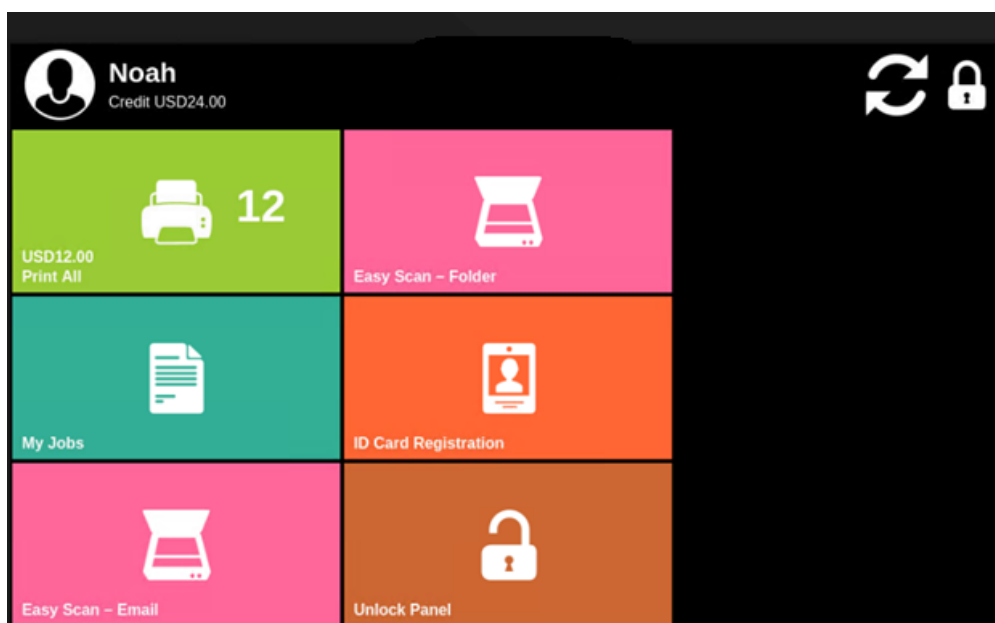 Noah
Credit USD24.00
12
USD12.00
Print All
Easy Scan – Folder
My Jobs
ID Card Registration
Easy Scan – Email
Unlock Panel